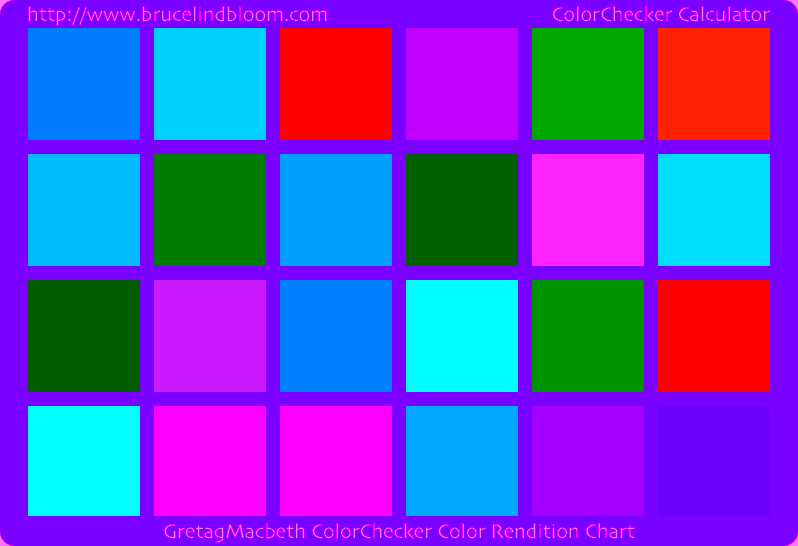 http://www.brucelindbloom.com
ColorChecker Calculator
GretagMacbeth ColorChecker Color Rendition Chart